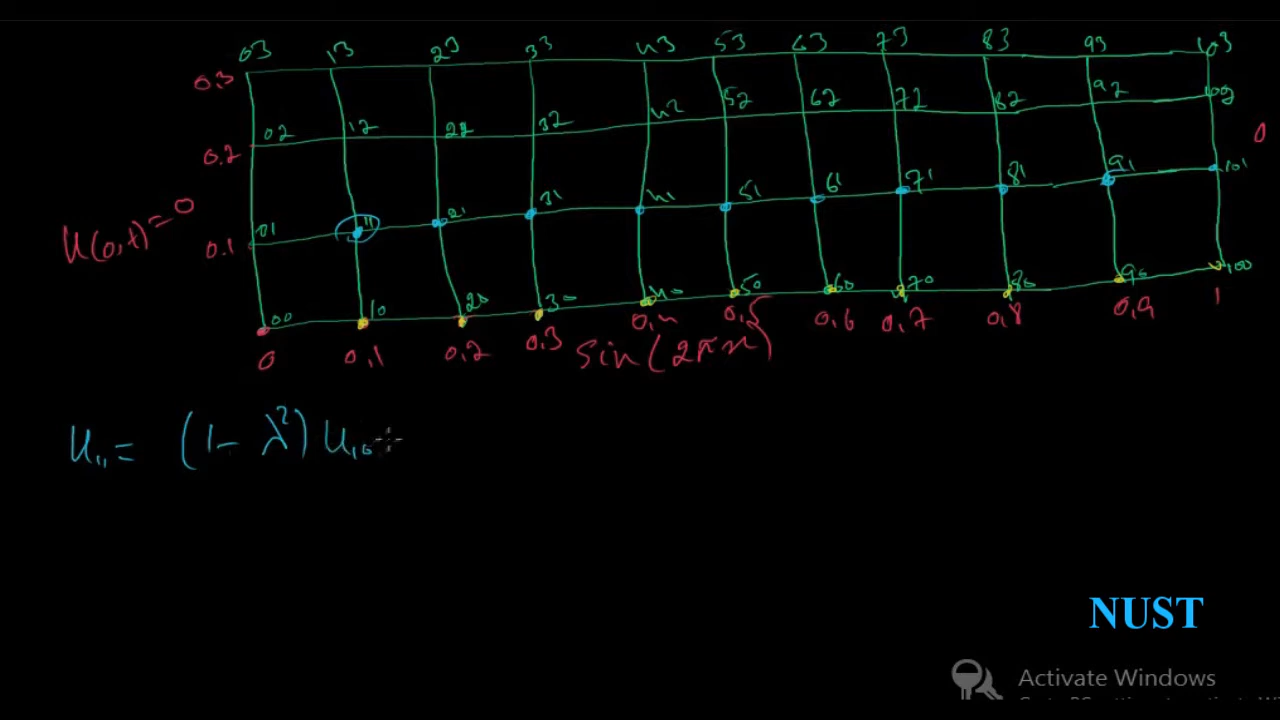 03 13 23 33 43 53 63 73 83 93 103
0.3
02 12 22 32 42 52 62 72 82 92 102
0.2
0
01 11 21 31 41 51 61 71 81 91 101
u(0,t)=0
0.1
00 10 20 30 40 50 60 70 80 90 100
0 0,1 0,2 0,3 0,4 0,5 0,6 0,7 0,8 0,9 1
sin(2πx)
u₁₁ = (1-λ²) u₁₀
NUST
Activate Windows